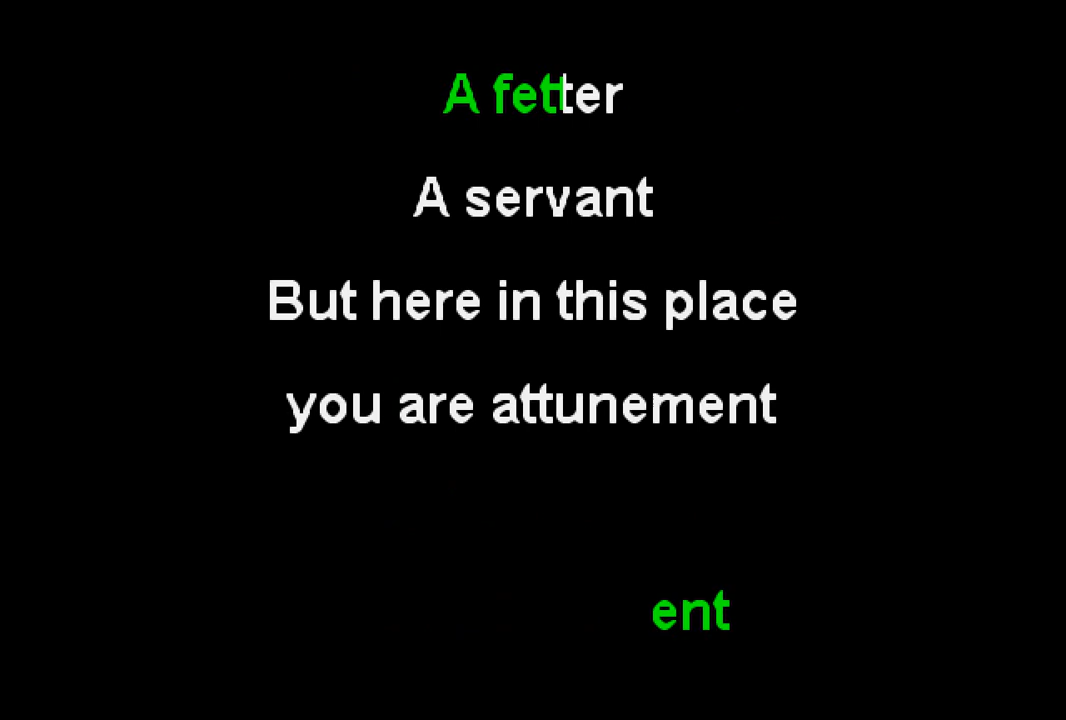 A fetter
A servant
But here in this place
you are attunement
ent